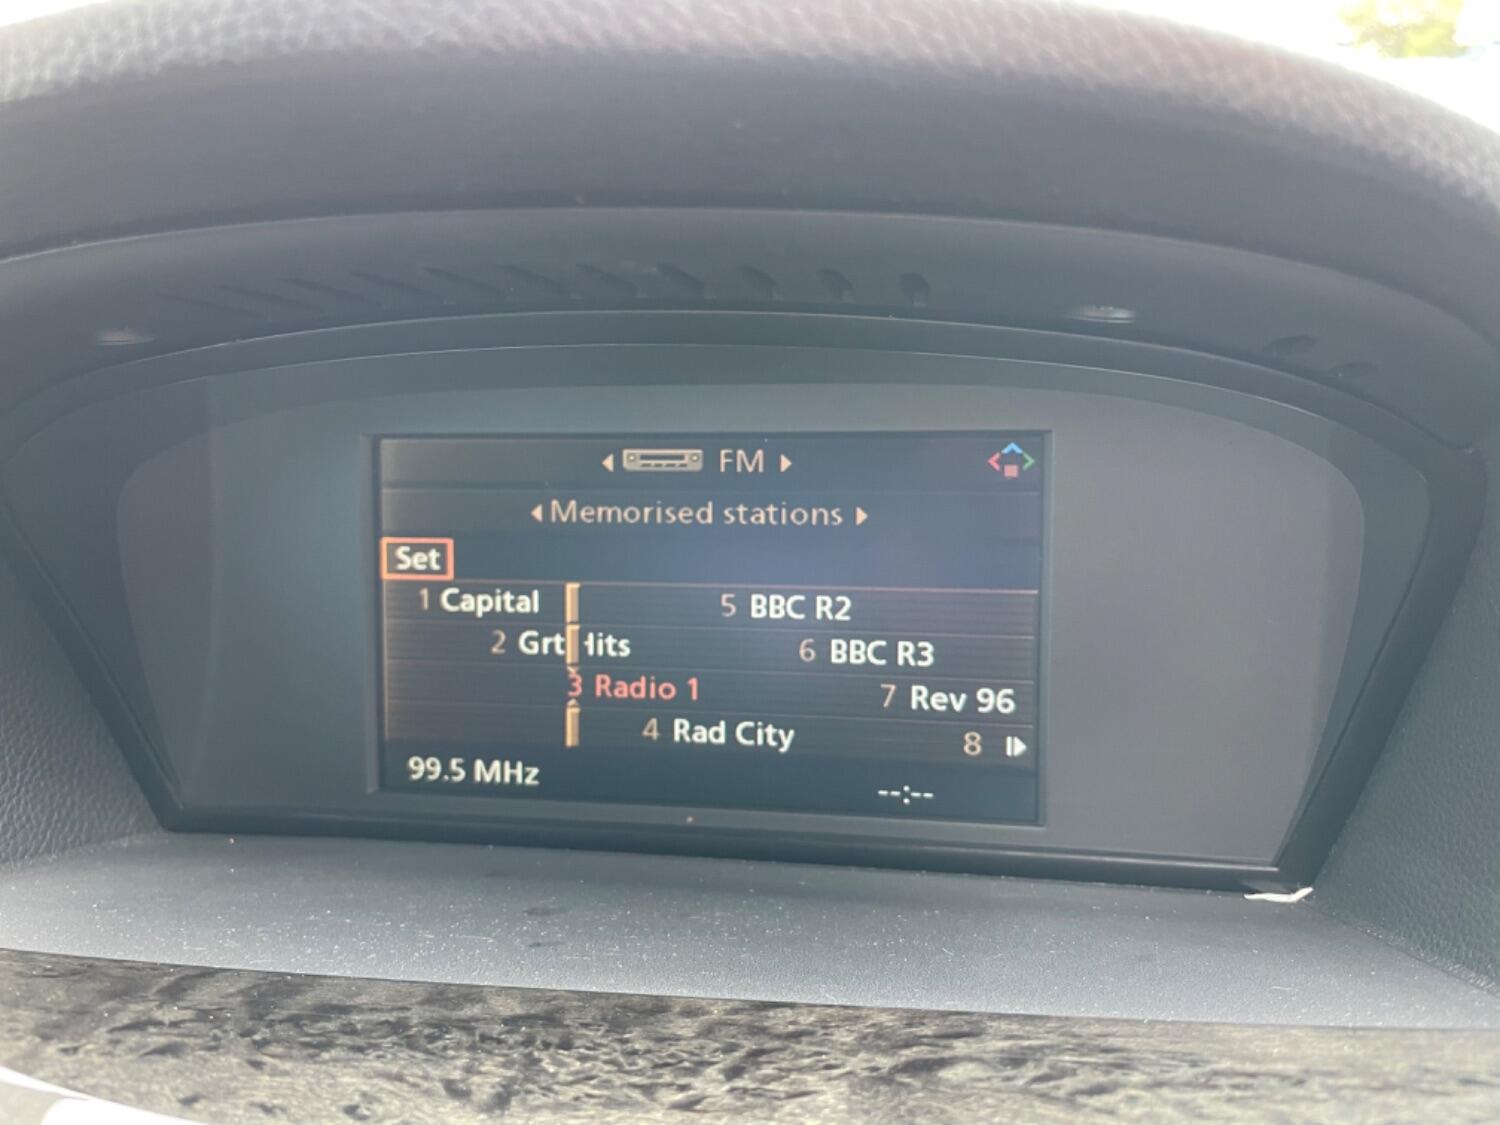 FM
Memorised stations
Set
1 Capital 5 BBC R2
2 Grt Hits 6 BBC R3
3 Radio 1 7 Rev 96
4 Rad City 8
99.5 MHz --:--